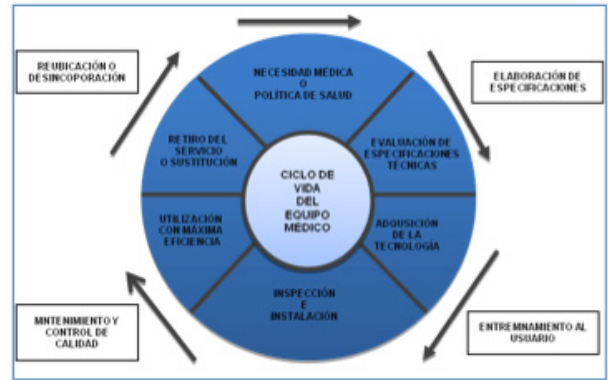 NECESIDAD MÉDICA
O
POLÍTICA DE SALUD
REUBICACIÓN O
DESINCOPORACIÓN
ELABORACIÓN DE
ESPECIFICACIONES
RETIRO DEL
SERVICIO
O SUSTITUCIÓN
EVALUACIÓN DE
ESPECIFICACIONES
TÉCNICAS
CICLO DE
VIDA
DEL
EQUIPO
MÉDICO
UTILIZACIÓN
CON MÁXIMA
EFICIENCIA
ADQUSICIÓN
DE LA
TECNOLOGÍA
INSPECCIÓN
E
INSTALACIÓN
MNTENIMIENTO Y
CONTROL DE
CALIDAD
ENTREMNAMIENTO AL
USUARIO